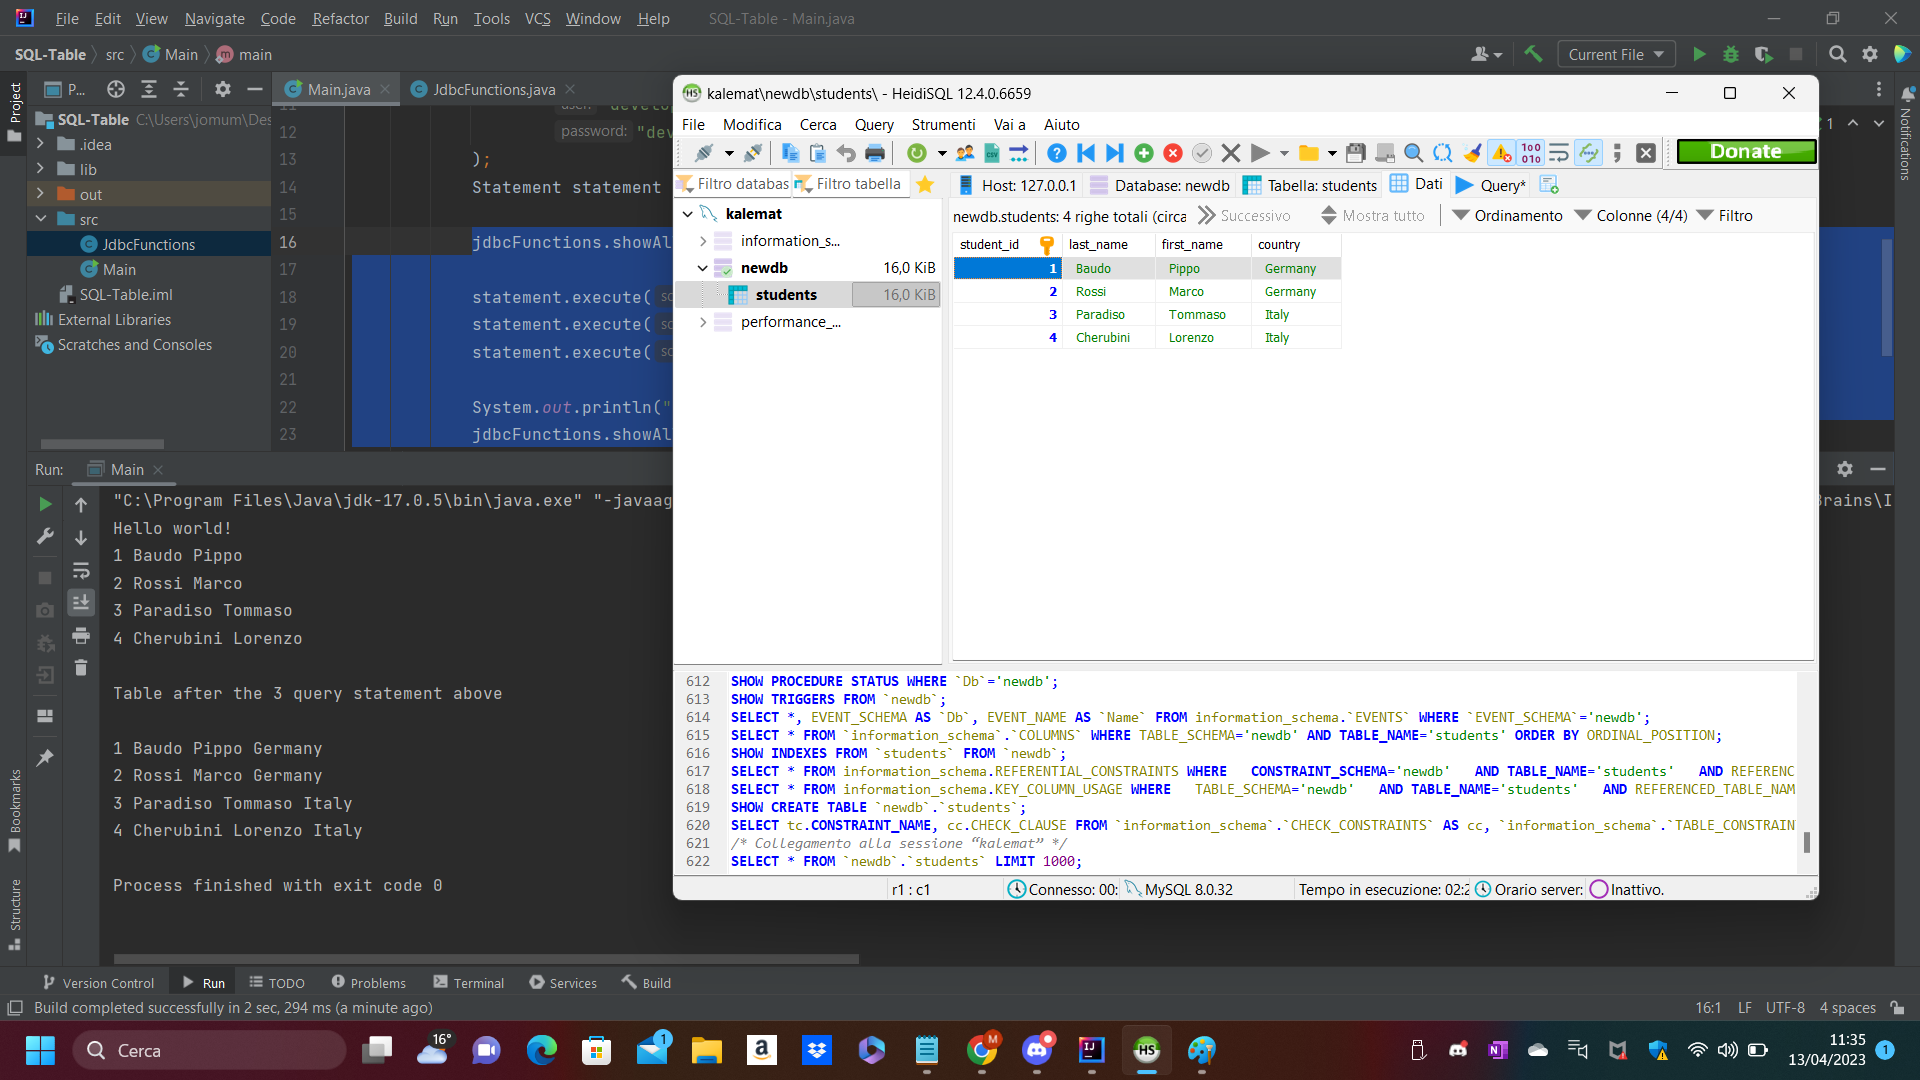 File Edit View Navigate Code Refactor Build Run Tools VCS Window Help SQL-Table - Main.java
SQL-Table src Main main
Current File
Project
P...
Main.java
JdbcFunctions.java
SQL-Table C:\Users\jomum\Des
.idea
lib
out
src
JdbcFunctions
Main
SQL-Table.iml
External Libraries
Scratches and Consoles
12 password: "dev
13 );
14 Statement statement
15
16 jdbcFunctions.showAl
17
18 statement.execute(
19 statement.execute(
20 statement.execute(
21
22 System.out.println("
23 jdbcFunctions.showAl
1
Notifications
kalemat\newdb\students\ - HeidiSQL 12.4.0.6659
File Modifica Cerca Query Strumenti Vai a Aiuto
Donate
Filtro databas Filtro tabella
Host: 127.0.0.1 Database: newdb Tabella: students Dati Query*
kalemat
information_s...
newdb 16,0 KiB
students 16,0 KiB
performance_...
newdb.students: 4 righe totali (circa Successivo Mostra tutto Ordinamento Colonne (4/4) Filtro
student_id last_name first_name country
1 Baudo Pippo Germany
2 Rossi Marco Germany
3 Paradiso Tommaso Italy
4 Cherubini Lorenzo Italy
612 SHOW PROCEDURE STATUS WHERE `Db`='newdb';
613 SHOW TRIGGERS FROM `newdb`;
614 SELECT *, EVENT_SCHEMA AS `Db`, EVENT_NAME AS `Name` FROM information_schema.`EVENTS` WHERE `EVENT_SCHEMA`='newdb';
615 SELECT * FROM `information_schema`.`COLUMNS` WHERE TABLE_SCHEMA='newdb' AND TABLE_NAME='students' ORDER BY ORDINAL_POSITION;
616 SHOW INDEXES FROM `students` FROM `newdb`;
617 SELECT * FROM information_schema.REFERENTIAL_CONSTRAINTS WHERE CONSTRAINT_SCHEMA='newdb' AND TABLE_NAME='students' AND REFERENC
618 SELECT * FROM information_schema.KEY_COLUMN_USAGE WHERE TABLE_SCHEMA='newdb' AND TABLE_NAME='students' AND REFERENCED_TABLE_NAM
619 SHOW CREATE TABLE `newdb`.`students`;
620 SELECT tc.CONSTRAINT_NAME, cc.CHECK_CLAUSE FROM `information_schema`.`CHECK_CONSTRAINTS` AS cc, `information_schema`.`TABLE_CONSTRAIN
621 /* Collegamento alla sessione “kalemat” */
622 SELECT * FROM `newdb`.`students` LIMIT 1000;
r1 : c1 Connesso: 00: MySQL 8.0.32 Tempo in esecuzione: 02:2 Orario server: Inattivo.
Run: Main
"C:\Program Files\Java\jdk-17.0.5\bin\java.exe" "-javaag
Brains\I
Hello world!
1 Baudo Pippo
2 Rossi Marco
3 Paradiso Tommaso
4 Cherubini Lorenzo
Table after the 3 query statement above
1 Baudo Pippo Germany
2 Rossi Marco Germany
3 Paradiso Tommaso Italy
4 Cherubini Lorenzo Italy
Process finished with exit code 0
Bookmarks
Structure
Version Control Run TODO Problems Terminal Services Build
Build completed successfully in 2 sec, 294 ms (a minute ago)
16:1 LF UTF-8 4 spaces
Cerca
16°
1
M
HS
11:35
13/04/2023
1